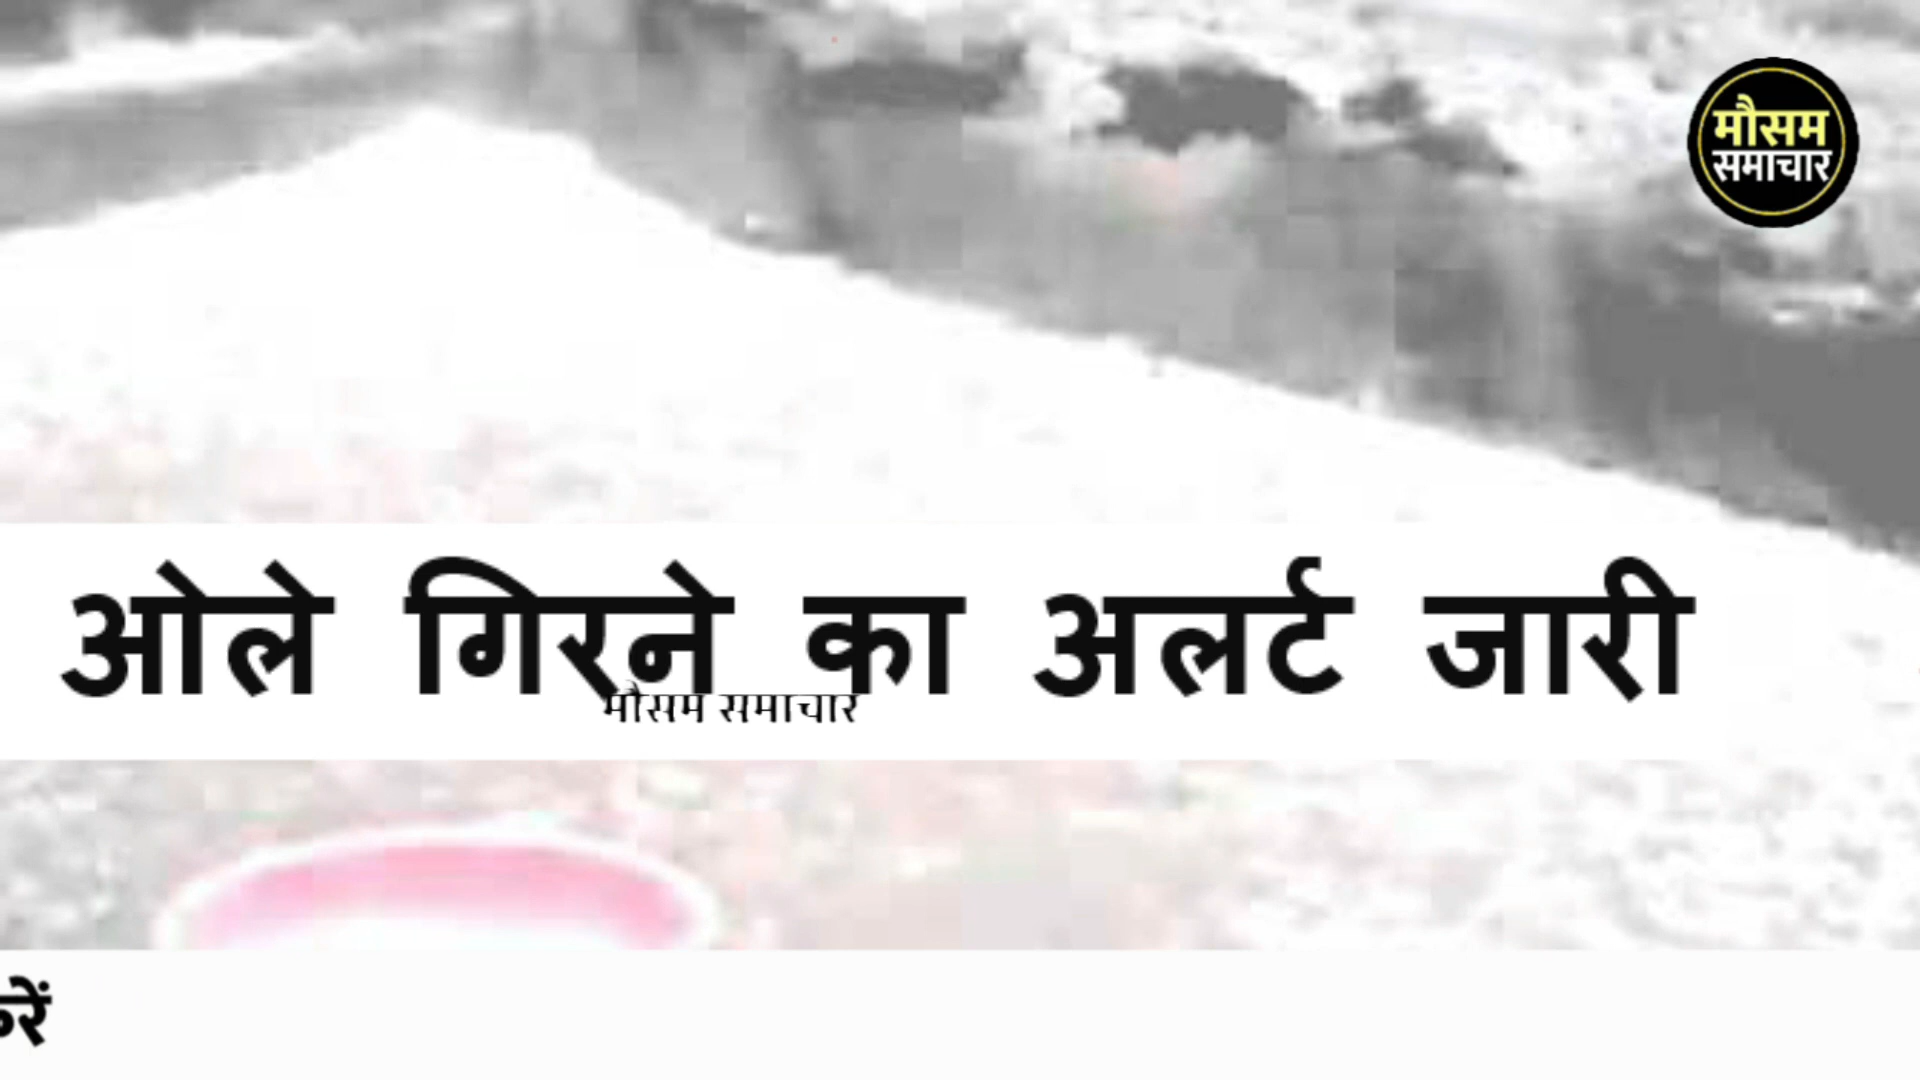 मौसम
समाचार
ओले गिरने का अलर्ट जारी
मौसम समाचार